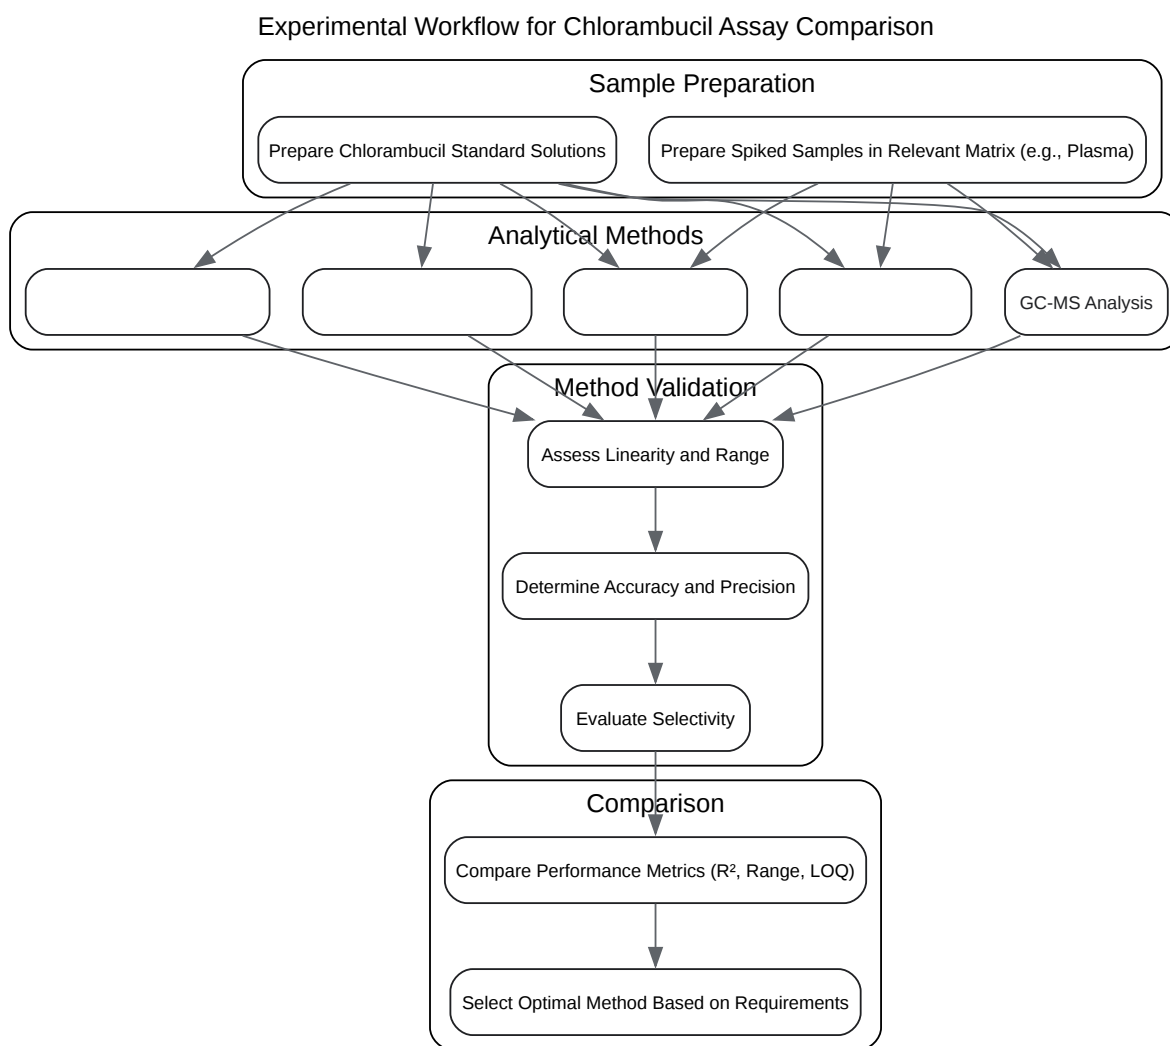 Experimental Workflow for Chlorambucil Assay Comparison
Sample Preparation
Prepare Chlorambucil Standard Solutions
Prepare Spiked Samples in Relevant Matrix (e.g., Plasma)
Analytical Methods
GC-MS Analysis
Method Validation
Assess Linearity and Range
Determine Accuracy and Precision
Evaluate Selectivity
Comparison
Compare Performance Metrics (R², Range, LOQ)
Select Optimal Method Based on Requirements